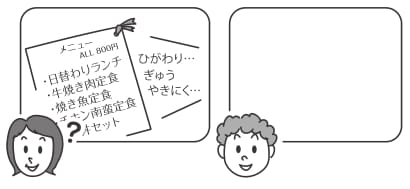 メニュー
ALL 800円
・日替わりランチ
・牛焼き肉定食
・焼き魚定食
チキン南蛮定食
セット
ひがわり…
ぎゅう
やきにく…
?